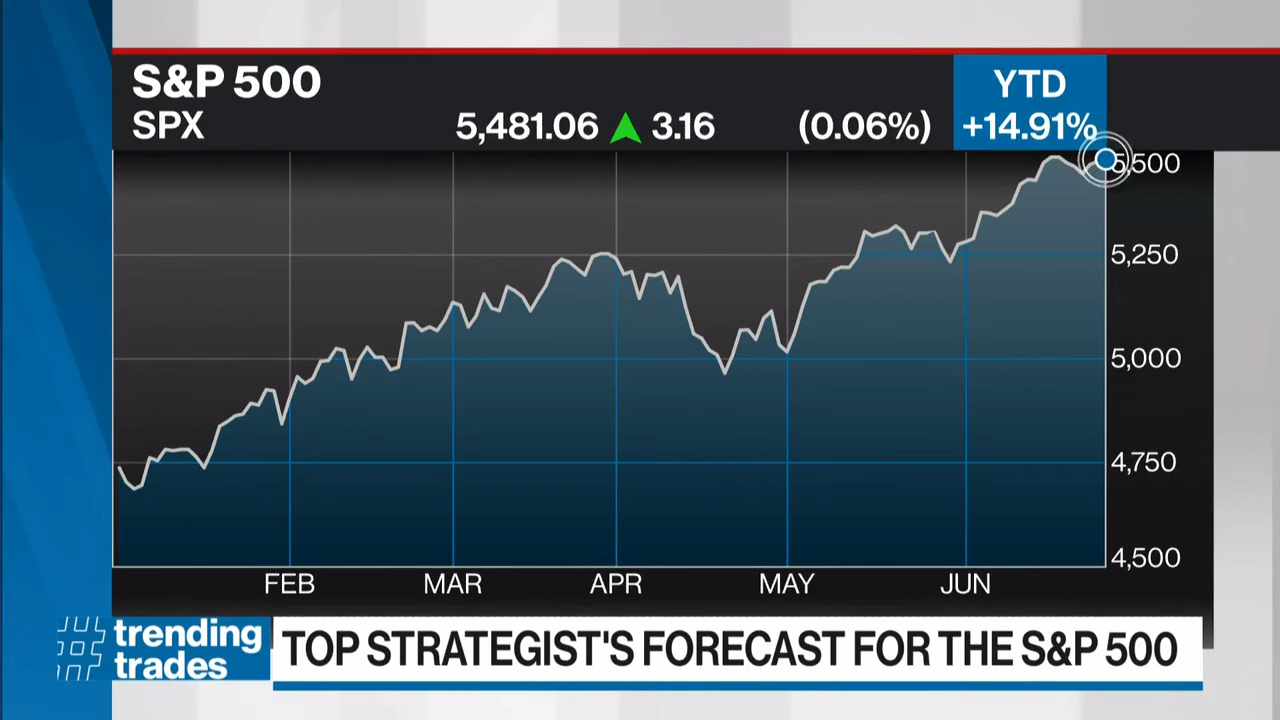 S&P 500
SPX
5,481.06 3.16 (0.06%)
YTD
+14.91%
5,500
5,250
5,000
4,750
4,500
FEB MAR APR MAY JUN
trending
trades
TOP STRATEGIST'S FORECAST FOR THE S&P 500